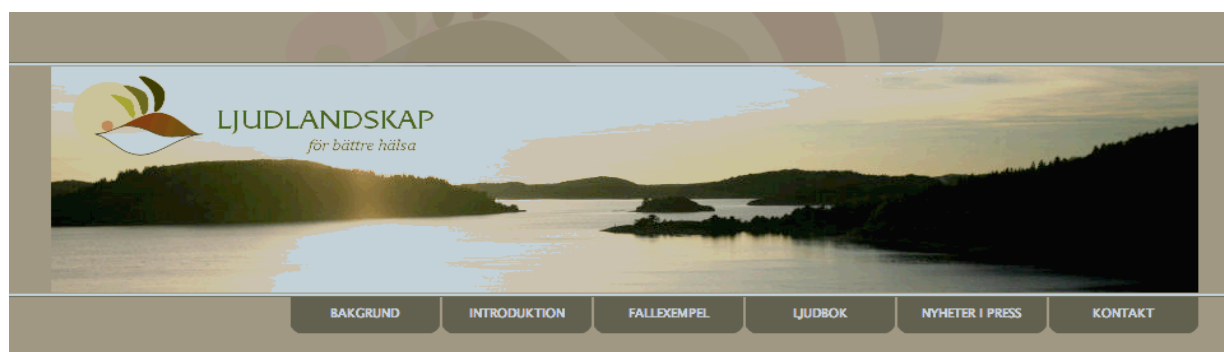 LJUDLANDSKAP
för bättre hälsa
BAKGRUND INTRODUKTION FALLEXEMPEL LJUDBOK NYHETER I PRESS KONTAKT